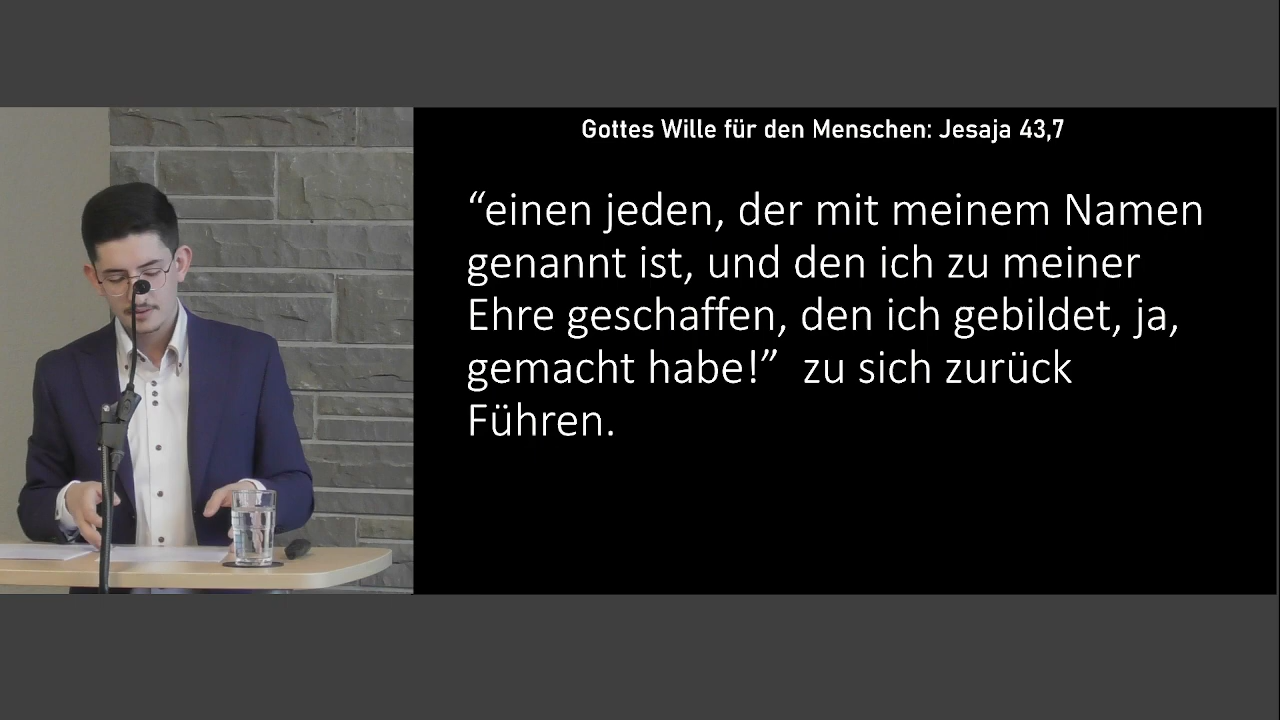 Gottes Wille für den Menschen: Jesaja 43,7
“einen jeden, der mit meinem Namen
genannt ist, und den ich zu meiner
Ehre geschaffen, den ich gebildet, ja,
gemacht habe!” zu sich zurück
Führen.